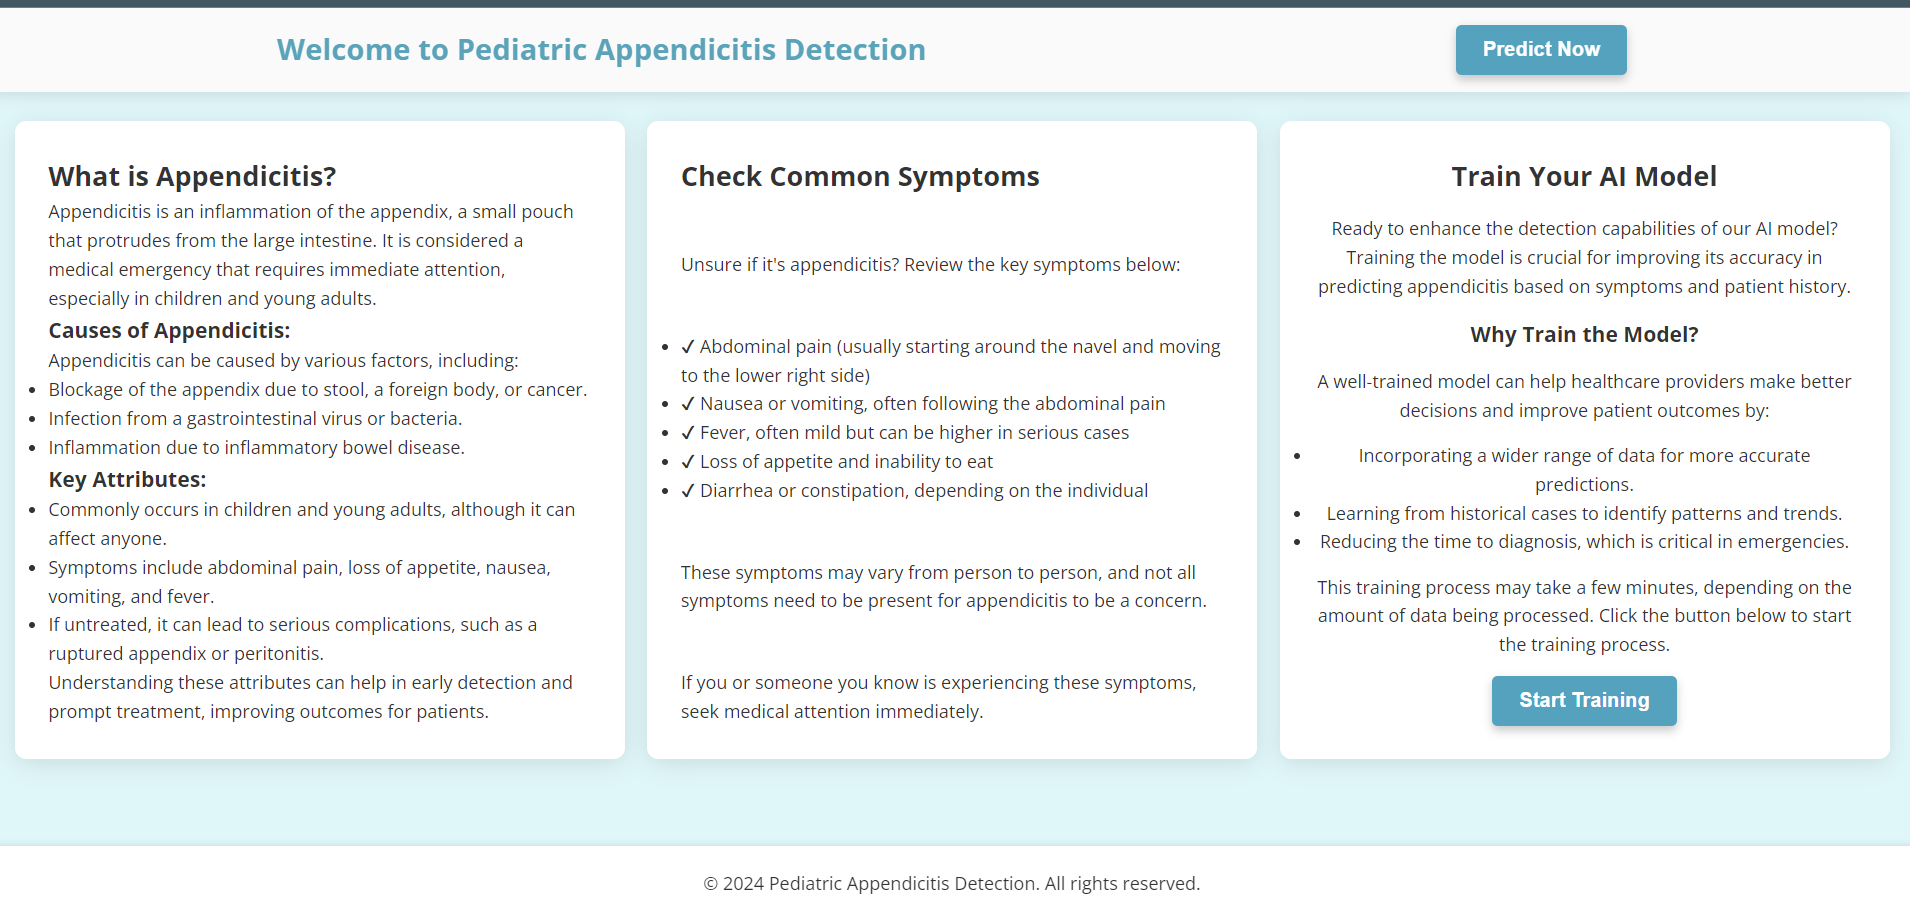 Welcome to Pediatric Appendicitis Detection
Predict Now
What is Appendicitis?
Appendicitis is an inflammation of the appendix, a small pouch
that protrudes from the large intestine. It is considered a
medical emergency that requires immediate attention,
especially in children and young adults.
Causes of Appendicitis:
Appendicitis can be caused by various factors, including:
• Blockage of the appendix due to stool, a foreign body, or cancer.
• Infection from a gastrointestinal virus or bacteria.
• Inflammation due to inflammatory bowel disease.
Key Attributes:
• Commonly occurs in children and young adults, although it can
affect anyone.
• Symptoms include abdominal pain, loss of appetite, nausea,
vomiting, and fever.
• If untreated, it can lead to serious complications, such as a
ruptured appendix or peritonitis.
Understanding these attributes can help in early detection and
prompt treatment, improving outcomes for patients.
Check Common Symptoms
Unsure if it's appendicitis? Review the key symptoms below:
• ✓ Abdominal pain (usually starting around the navel and moving
to the lower right side)
• ✓ Nausea or vomiting, often following the abdominal pain
• ✓ Fever, often mild but can be higher in serious cases
• ✓ Loss of appetite and inability to eat
• ✓ Diarrhea or constipation, depending on the individual
These symptoms may vary from person to person, and not all
symptoms need to be present for appendicitis to be a concern.
If you or someone you know is experiencing these symptoms,
seek medical attention immediately.
Train Your AI Model
Ready to enhance the detection capabilities of our AI model?
Training the model is crucial for improving its accuracy in
predicting appendicitis based on symptoms and patient history.
Why Train the Model?
A well-trained model can help healthcare providers make better
decisions and improve patient outcomes by:
• Incorporating a wider range of data for more accurate
predictions.
• Learning from historical cases to identify patterns and trends.
• Reducing the time to diagnosis, which is critical in emergencies.
This training process may take a few minutes, depending on the
amount of data being processed. Click the button below to start
the training process.
Start Training
© 2024 Pediatric Appendicitis Detection. All rights reserved.